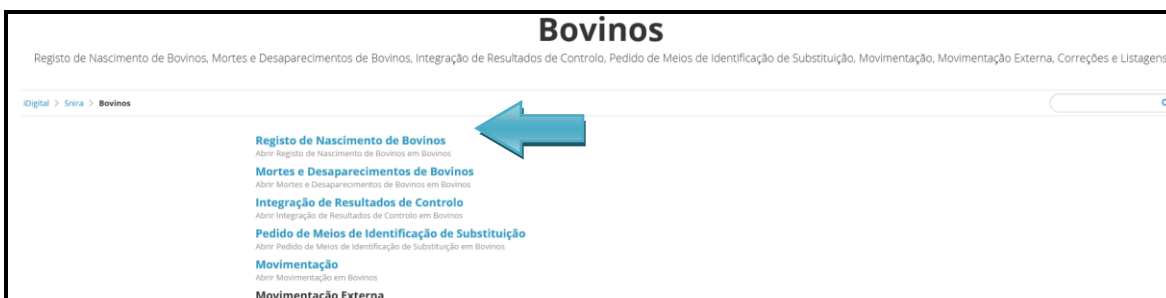 Bovinos
Registo de Nascimento de Bovinos, Mortes e Desaparecimentos de Bovinos, Integração de Resultados de Controlo, Pedido de Meios de Identificação de Substituição, Movimentação, Movimentação Externa, Correções e Listagens
iDigital > Snira > Bovinos
Registo de Nascimento de Bovinos
Abrir Registo de Nascimento de Bovinos em Bovinos
Mortes e Desaparecimentos de Bovinos
Abrir Mortes e Desaparecimentos de Bovinos em Bovinos
Integração de Resultados de Controlo
Abrir Integração de Resultados de Controlo em Bovinos
Pedido de Meios de Identificação de Substituição
Abrir Pedido de Meios de Identificação de Substituição em Bovinos
Movimentação
Abrir Movimentação em Bovinos
Movimentação Externa